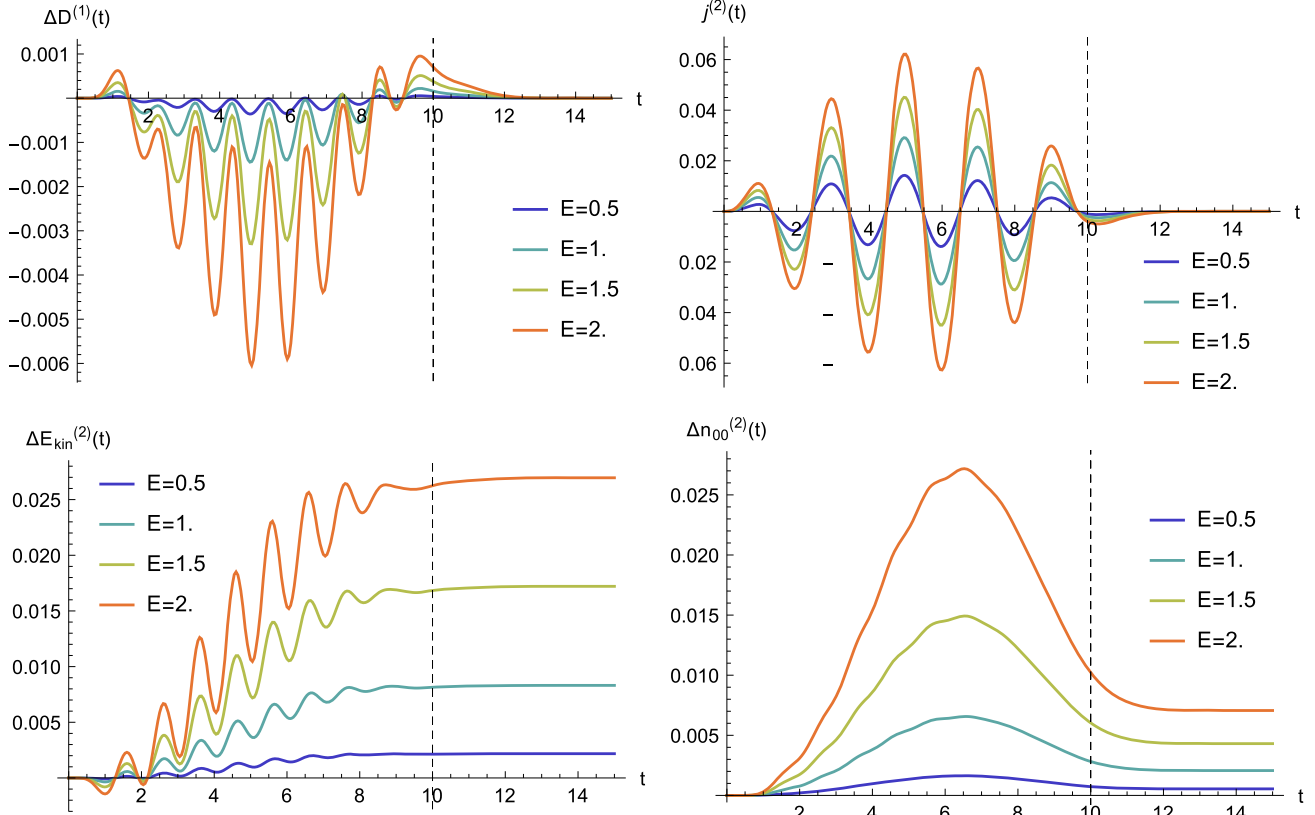 ΔD⁽¹⁾(t)
0.001
2 4 6 8 10 12 14 t
−0.001
−0.002
−0.003
−0.004
−0.005
−0.006
E=0.5
E=1.
E=1.5
E=2.
j⁽²⁾(t)
0.06
0.04
0.02
0.00
2 4 6 8 10 12 14 t
0.02
−
0.04
−
0.06
−
E=0.5
E=1.
E=1.5
E=2.
ΔE_kin⁽²⁾(t)
0.025
0.020
0.015
0.010
0.005
2 4 6 8 10 12 14 t
E=0.5
E=1.
E=1.5
E=2.
Δn₀₀⁽²⁾(t)
0.025
0.020
0.015
0.010
0.005
0.000
2 4 6 8 10 12 14 t
E=0.5
E=1.
E=1.5
E=2.